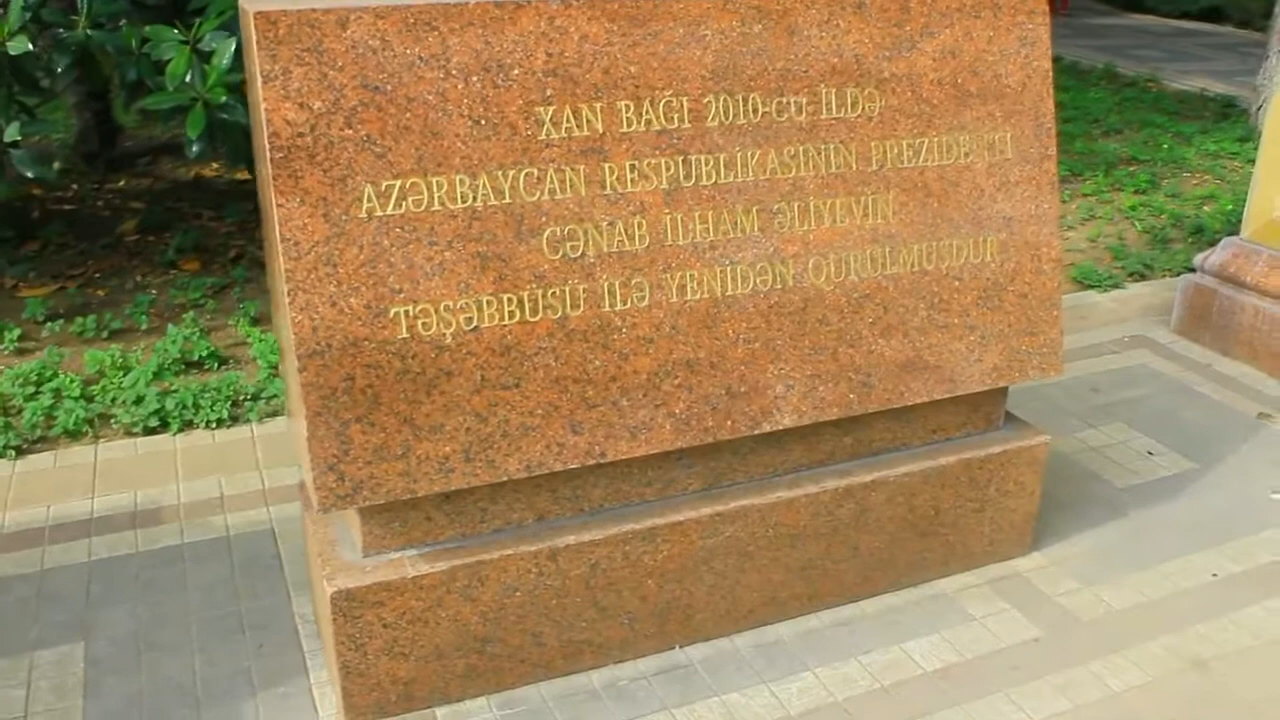 XAN BAĞI 2010-CU İLDƏ
AZƏRBAYCAN RESPUBLİKASININ PREZİDENTİ
CƏNAB İLHAM ƏLİYEVİN
TƏŞƏBBÜSÜ İLƏ YENİDƏN QURULMUŞDUR